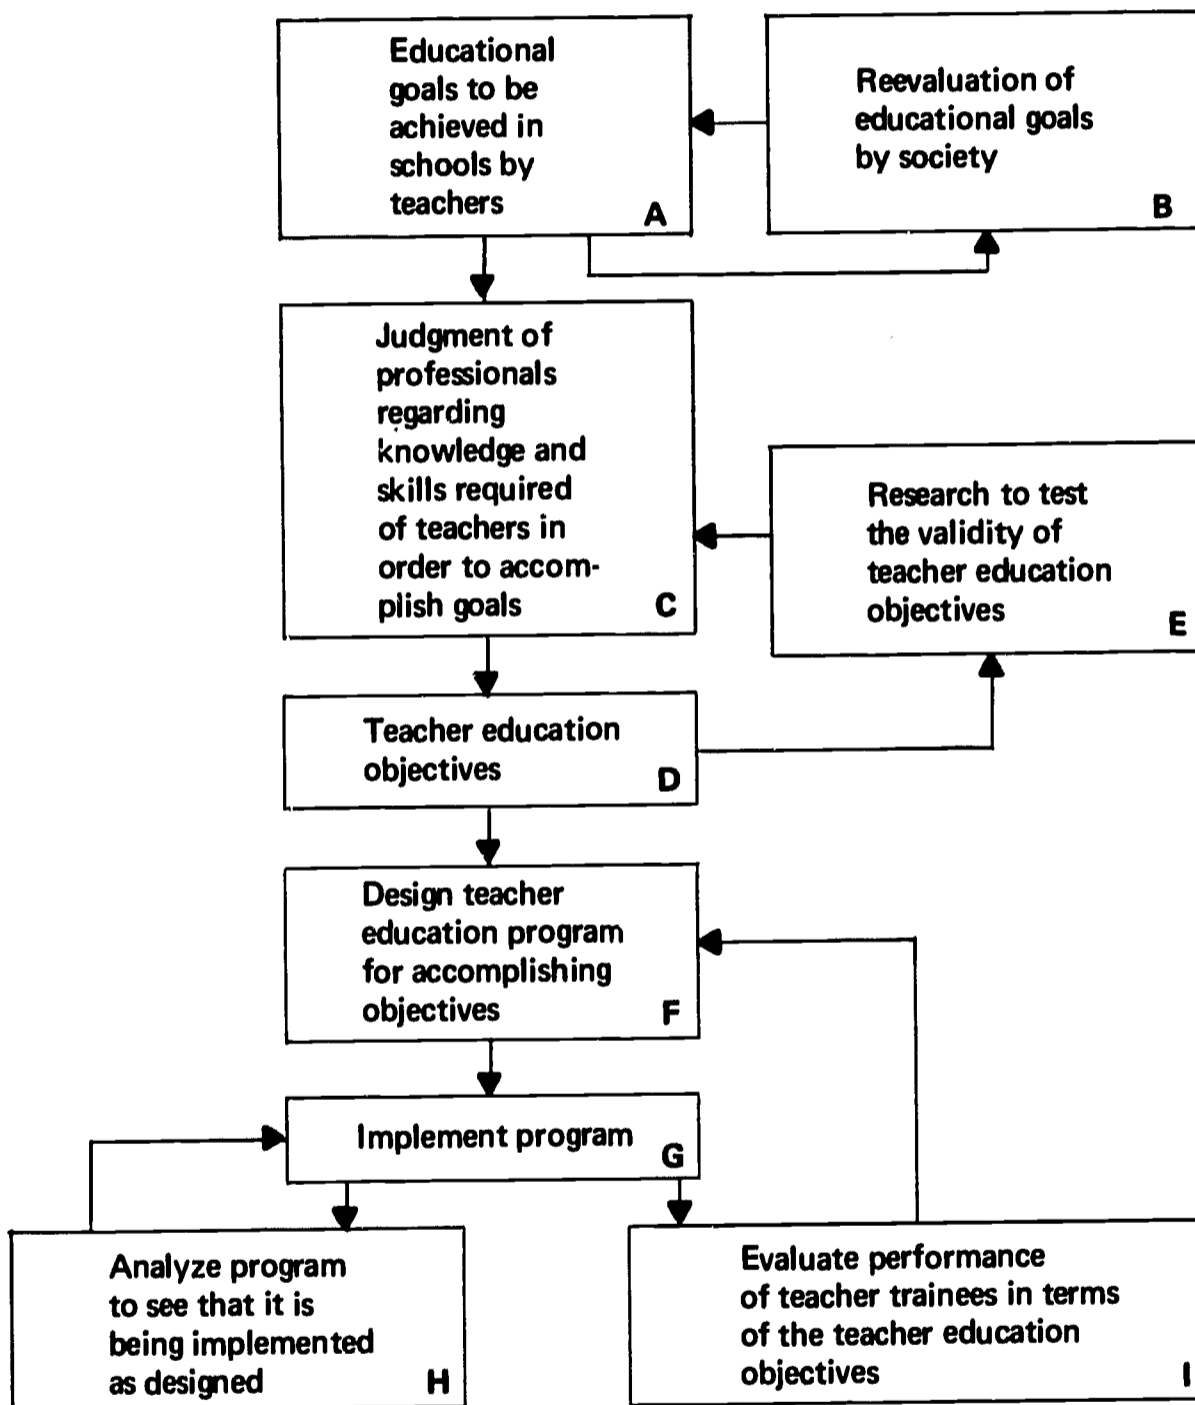 Educational
goals to be
achieved in
schools by
teachers
A
Reevaluation of
educational goals
by society
B
Judgment of
professionals
regarding
knowledge and
skills required
of teachers in
order to accom-
plish goals
C
Research to test
the validity of
teacher education
objectives
E
Teacher education
objectives
D
Design teacher
education program
for accomplishing
objectives
F
Implement program
G
Analyze program
to see that it is
being implemented
as designed
H
Evaluate performance
of teacher trainees in terms
of the teacher education
objectives
I